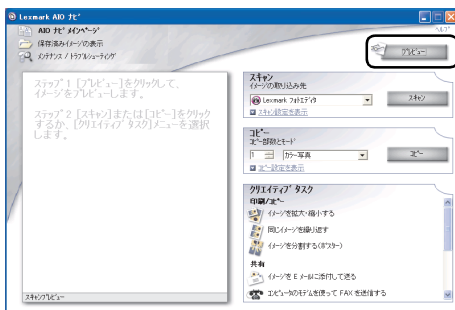 Lexmark AIO ナビ
AIO ナビ メインページ
保存済みイメージの表示
メンテナンス / トラブルシューティング
ヘルプ
プレビュー
ステップ 1 [プレビュー]をクリックして、
イメージをプレビューします。
ステップ 2 [スキャン]または[コピー]をクリック
するか、[クリエイティブ タスク]メニューを選択
します。
スキャンプレビュー
スキャン
イメージの取り込み先
Lexmark フォトエディタ
スキャン
スキャン設定を表示
コピー
コピー部数とモード
1
カラー写真
コピー
コピー設定を表示
クリエイティブ タスク
印刷/コピー
イメージを拡大・縮小する
同じイメージを繰り返す
イメージを分割する(ポスター)
共有
イメージを E メールに添付して送る
コンピュータのモデムを使って FAX を送信する